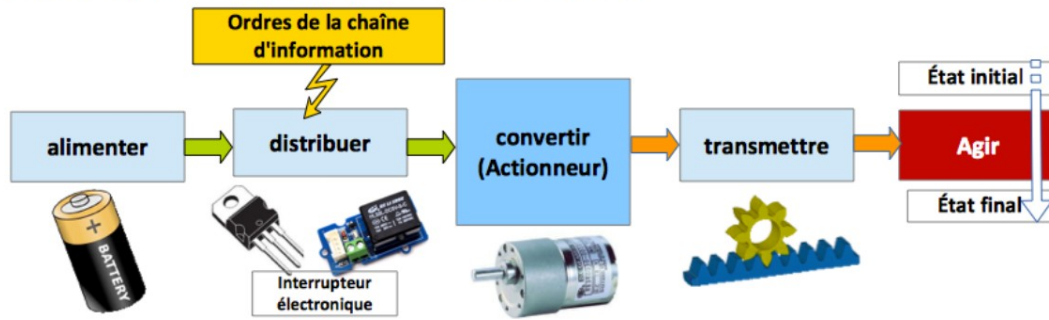 Ordres de la chaîne
d'information
État initial
alimenter
distribuer
convertir
(Actionneur)
transmettre
Agir
État final
BATTERY
Interrupteur
électronique